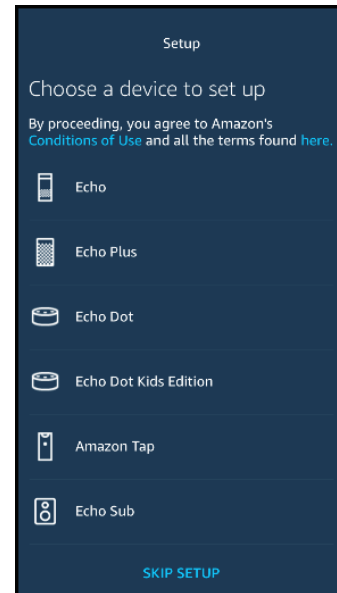 Setup
Choose a device to set up
By proceeding, you agree to Amazon's
Conditions of Use and all the terms found here.
Echo
Echo Plus
Echo Dot
Echo Dot Kids Edition
Amazon Tap
Echo Sub
SKIP SETUP